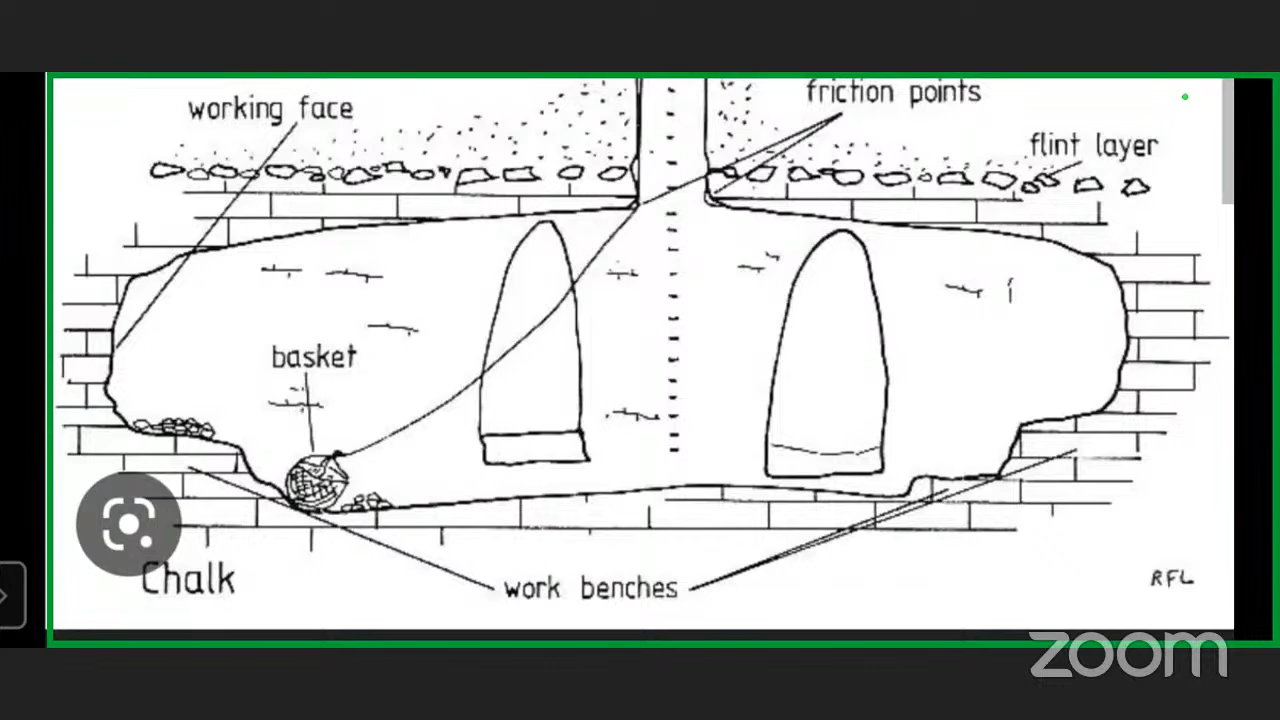 working face
friction points
flint layer
basket
Chalk
work benches
RFL
zoom